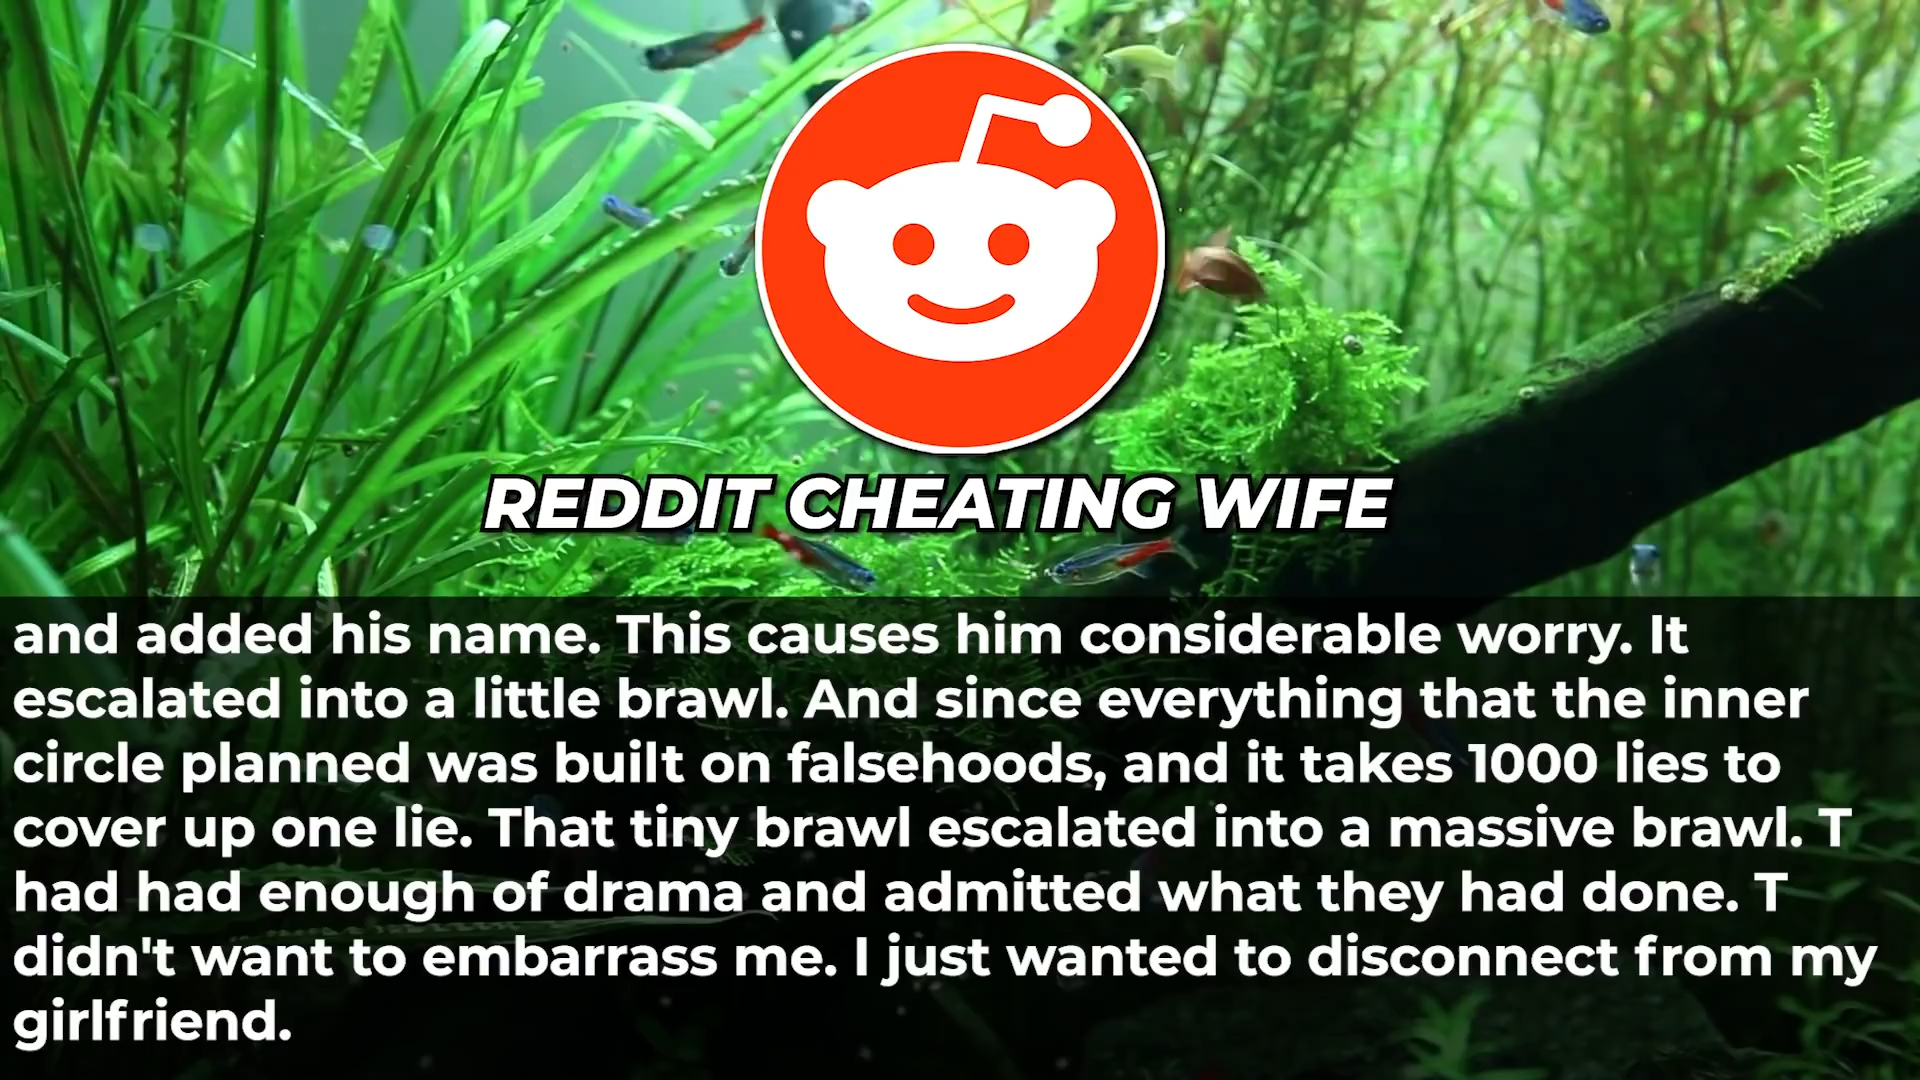 REDDIT CHEATING WIFE
and added his name. This causes him considerable worry. It
escalated into a little brawl. And since everything that the inner
circle planned was built on falsehoods, and it takes 1000 lies to
cover up one lie. That tiny brawl escalated into a massive brawl. T
had had enough of drama and admitted what they had done. T
didn't want to embarrass me. I just wanted to disconnect from my
girlfriend.